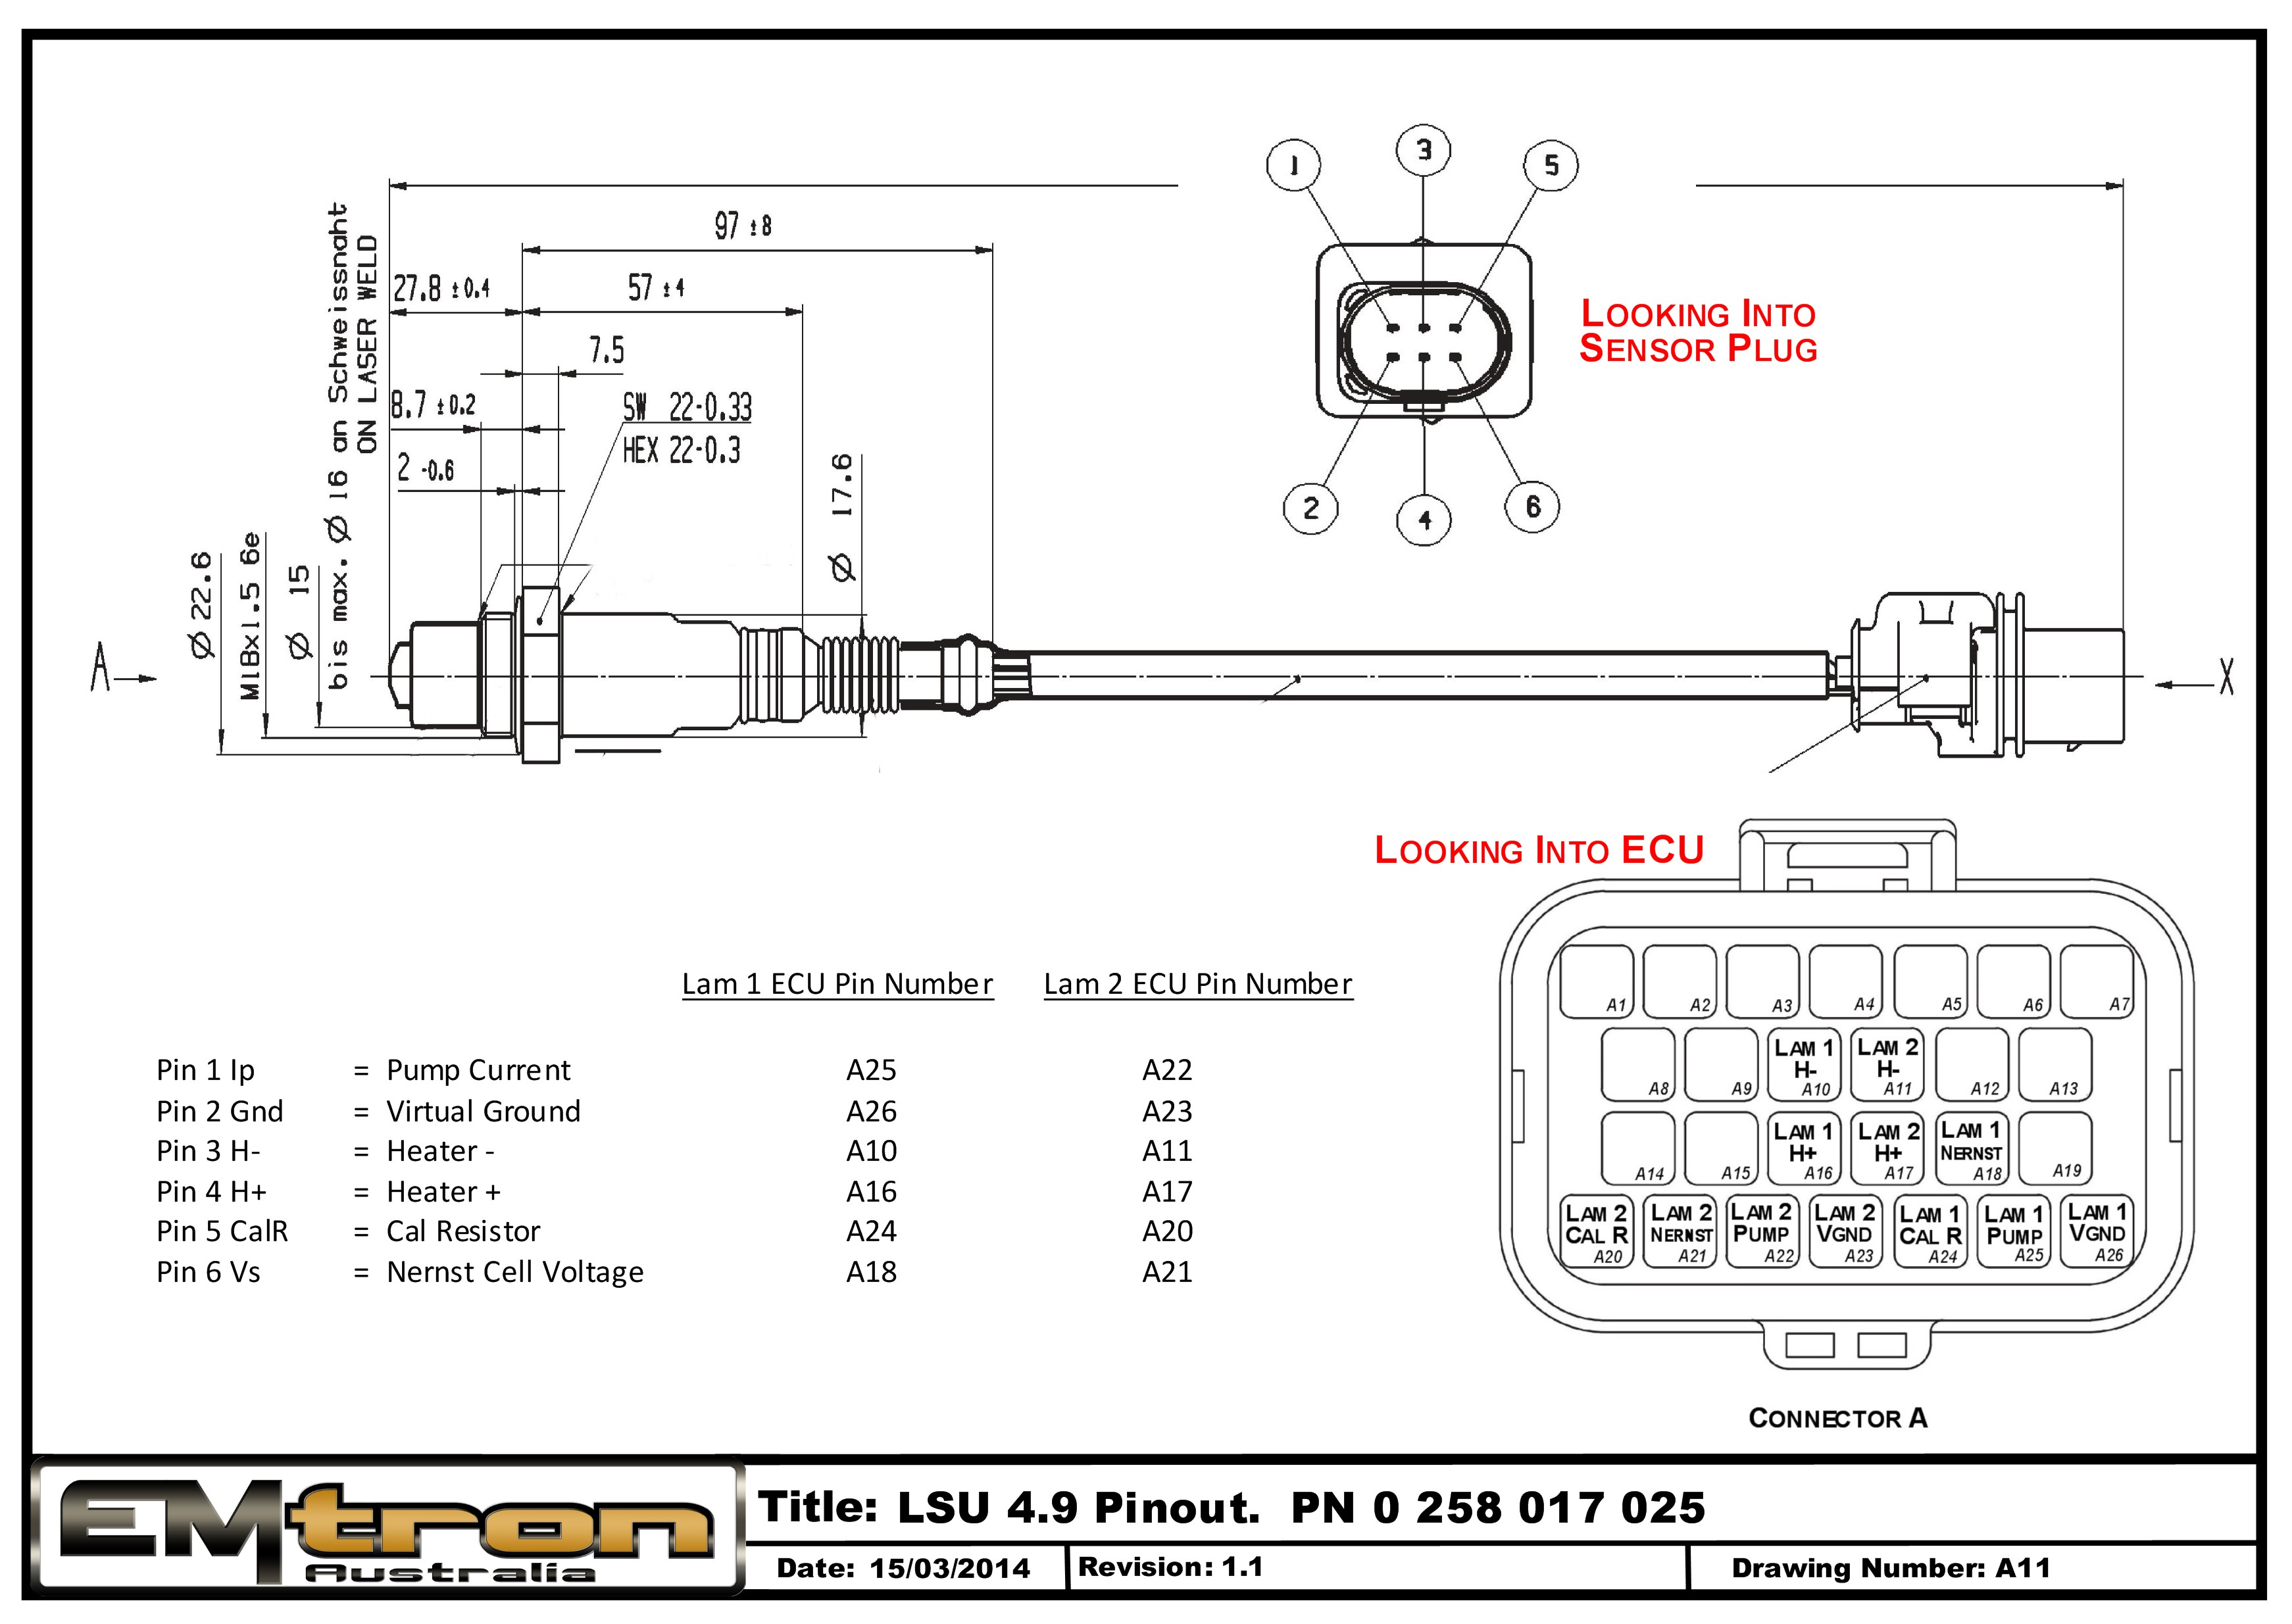 1
3
5
97 ±8
27.8 ±0.4
57 ±4
7.5
8.7 ±0.2
2 -0.6
SW 22-0.33
HEX 22-0.3
Ø 17.6
Ø 22.6
M18x1.5 6e
Ø 15
bis max. Ø 16 an Schweissnaht
ON LASER WELD
LOOKING INTO
SENSOR PLUG
2
4
6
A
X
LOOKING INTO ECU
Lam 1 ECU Pin Number Lam 2 ECU Pin Number
Pin 1 Ip = Pump Current A25 A22
Pin 2 Gnd = Virtual Ground A26 A23
Pin 3 H- = Heater - A10 A11
Pin 4 H+ = Heater + A16 A17
Pin 5 CalR = Cal Resistor A24 A20
Pin 6 Vs = Nernst Cell Voltage A18 A21
A1 A2 A3 A4 A5 A6 A7
LAM 1 LAM 2
H- H-
A8 A9 A10 A11 A12 A13
LAM 1 LAM 2 LAM 1
H+ H+ NERNST
A14 A15 A16 A17 A18 A19
LAM 2 LAM 2 LAM 2 LAM 2 LAM 1 LAM 1 LAM 1
CAL R NERNST PUMP VGND CAL R PUMP VGND
A20 A21 A22 A23 A24 A25 A26
CONNECTOR A
EMtron
Australia
Title: LSU 4.9 Pinout. PN 0 258 017 025
Date: 15/03/2014 Revision: 1.1 Drawing Number: A11